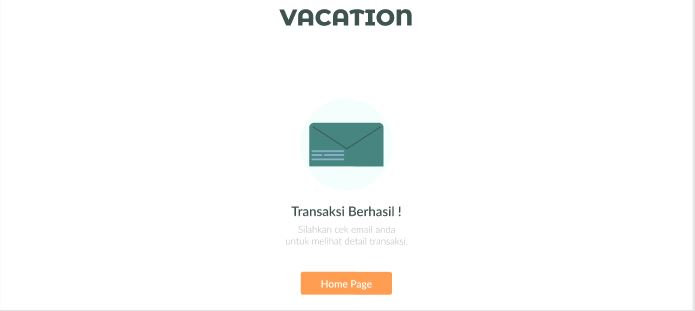 VACATION
Transaksi Berhasil !
Silahkan cek email anda
untuk melihat detail transaksi.
Home Page